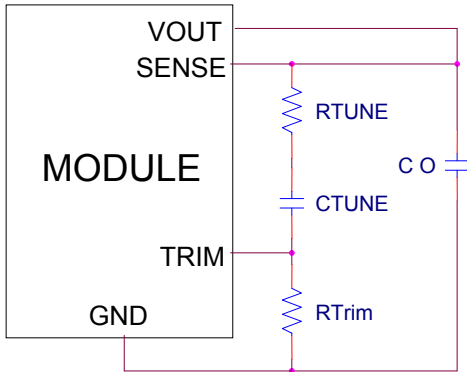 VOUT
SENSE
RTUNE
MODULE
C O
CTUNE
TRIM
GND
RTrim